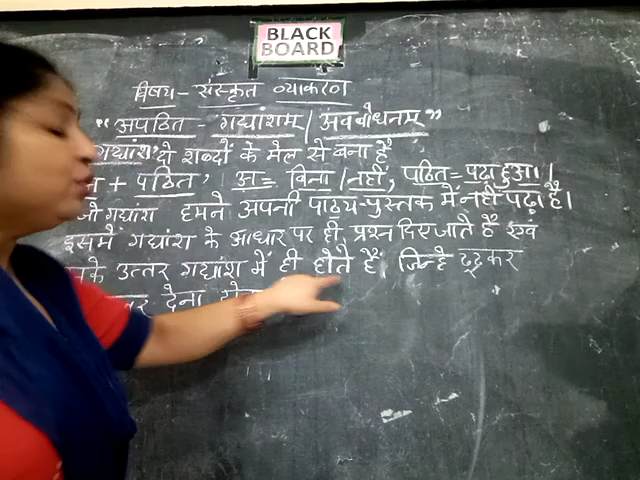 BLACK
BOARD
विषय - संस्कृत व्याकरण
"अपठित - गद्यांशम् / अवबोधनम्"
गद्यांश' दो शब्दों के मेल से बना है
+ पठित' अ = बिना / नहीं, पठित = पढ़ा हुआ।
जो गद्यांश हमने अपनी पाठ्य-पुस्तक में नहीं पढ़ा है।
इसमें गद्यांश के आधार पर ही प्रश्न दिए जाते हैं एवं
के उत्तर गद्यांश में ही होते हैं, जिन्हे ढूढ़कर
देना